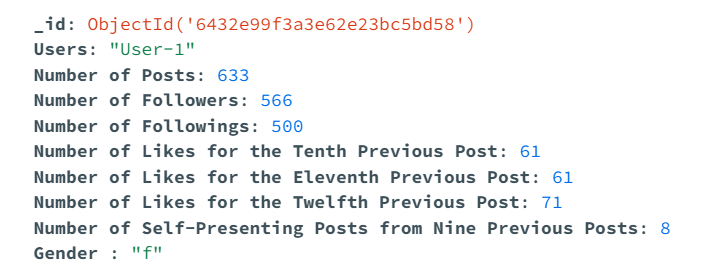 _id: ObjectId('6432e99f3a3e62e23bc5bd58')
Users: "User-1"
Number of Posts: 633
Number of Followers: 566
Number of Followings: 500
Number of Likes for the Tenth Previous Post: 61
Number of Likes for the Eleventh Previous Post: 61
Number of Likes for the Twelfth Previous Post: 71
Number of Self-Presenting Posts from Nine Previous Posts: 8
Gender : "f"